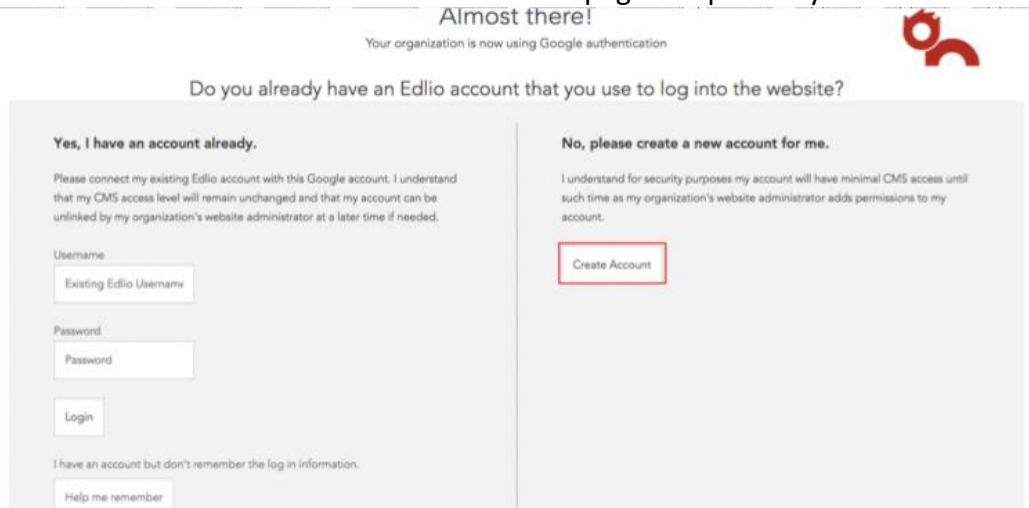 Almost there!
Your organization is now using Google authentication
Do you already have an Edlio account that you use to log into the website?
Yes, I have an account already.
Please connect my existing Edlio account with this Google account. I understand
that my CMS access level will remain unchanged and that my account can be
unlinked by my organization's website administrator at a later time if needed.
Username
Existing Edlio Username
Password
Password
Login
I have an account but don't remember the log in information.
Help me remember
No, please create a new account for me.
I understand for security purposes my account will have minimal CMS access until
such time as my organization's website administrator adds permissions to my
account.
Create Account